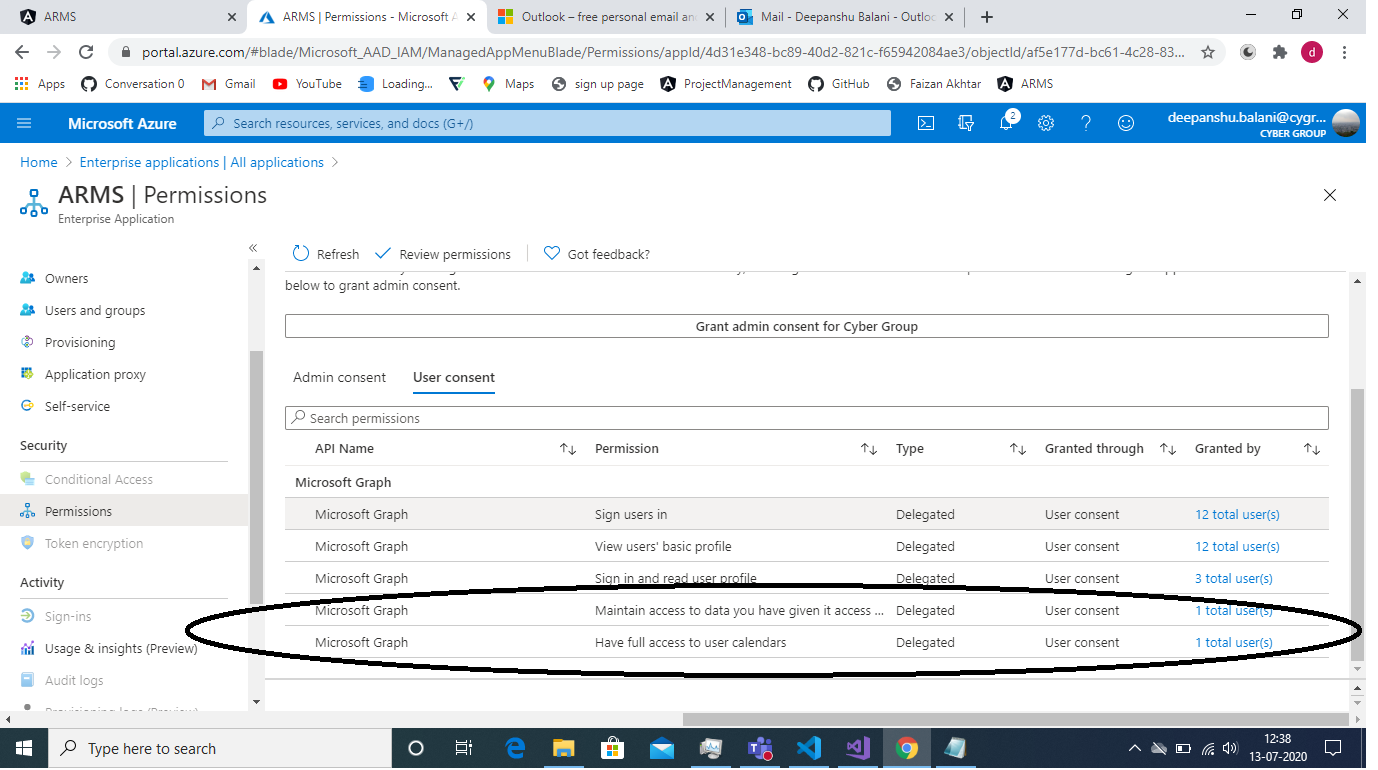 ARMS
ARMS | Permissions - Microsoft A
Outlook – free personal email an
Mail - Deepanshu Balani - Outloo
portal.azure.com/#blade/Microsoft_AAD_IAM/ManagedAppMenuBlade/Permissions/appId/4d31e348-bc89-40d2-821c-f65942084ae3/objectId/af5e177d-bc61-4c28-83...
d
Apps
Conversation 0
Gmail
YouTube
Loading...
Maps
sign up page
ProjectManagement
GitHub
Faizan Akhtar
ARMS
Microsoft Azure
Search resources, services, and docs (G+/)
2
deepanshu.balani@cygr...
CYBER GROUP
Home > Enterprise applications | All applications >
ARMS | Permissions
Enterprise Application
«
Owners
Users and groups
Provisioning
Application proxy
Self-service
Security
Conditional Access
Permissions
Token encryption
Activity
Sign-ins
Usage & insights (Preview)
Audit logs
Provisioning logs (Preview)
Refresh
Review permissions
Got feedback?
below to grant admin consent.
Grant admin consent for Cyber Group
Admin consent
User consent
Search permissions
API Name Permission Type Granted through Granted by
Microsoft Graph
Microsoft Graph Sign users in Delegated User consent 12 total user(s)
Microsoft Graph View users' basic profile Delegated User consent 12 total user(s)
Microsoft Graph Sign in and read user profile Delegated User consent 3 total user(s)
Microsoft Graph Maintain access to data you have given it access ... Delegated User consent 1 total user(s)
Microsoft Graph Have full access to user calendars Delegated User consent 1 total user(s)
Type here to search
12:38
13-07-2020